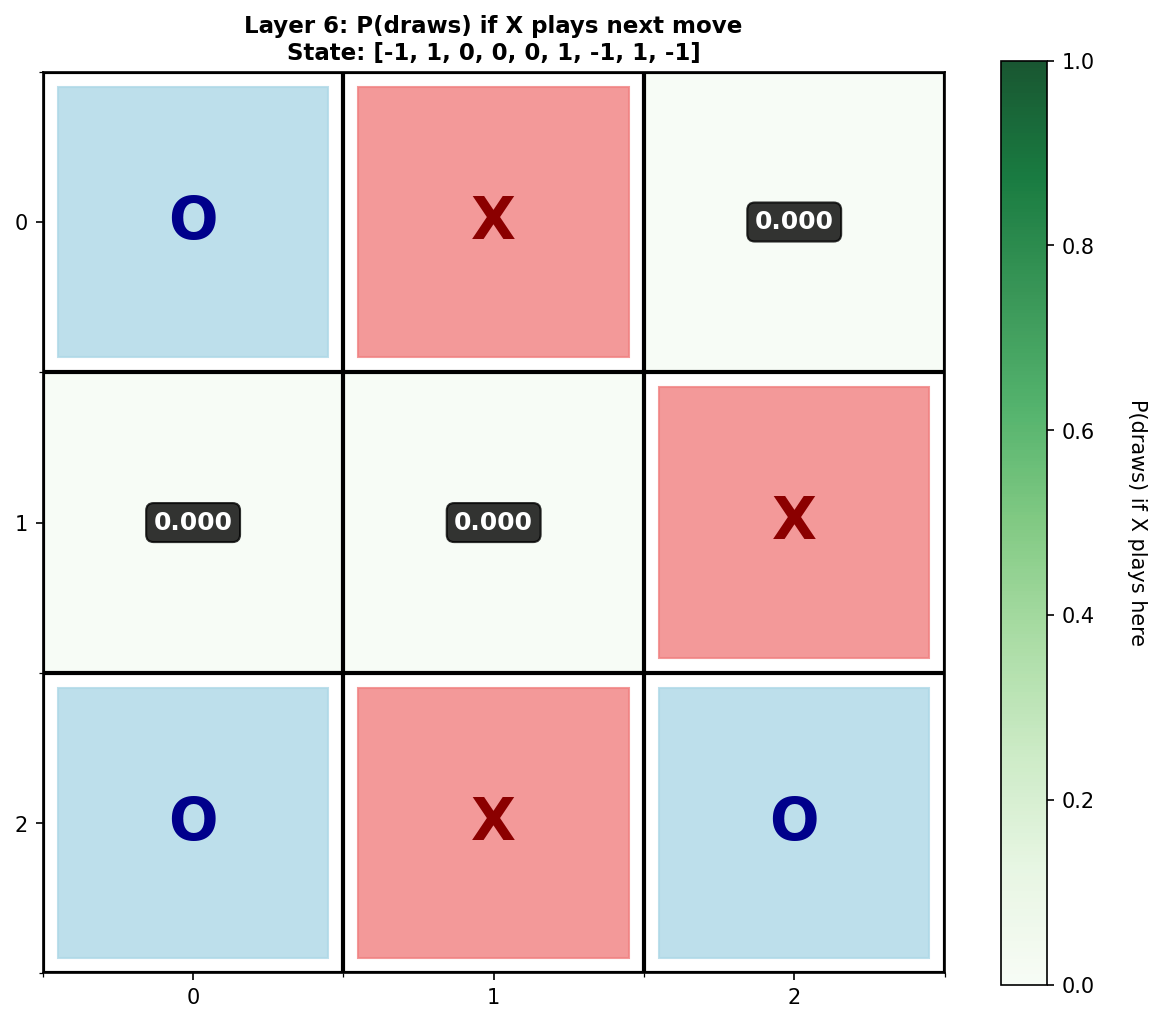 Layer 6: P(draws) if X plays next move
State: [-1, 1, 0, 0, 0, 1, -1, 1, -1]
O
X
0.000
0.000
0.000
X
O
X
O
0
1
2
0
1
2
1.0
0.8
0.6
0.4
0.2
0.0
P(draws) if X plays here